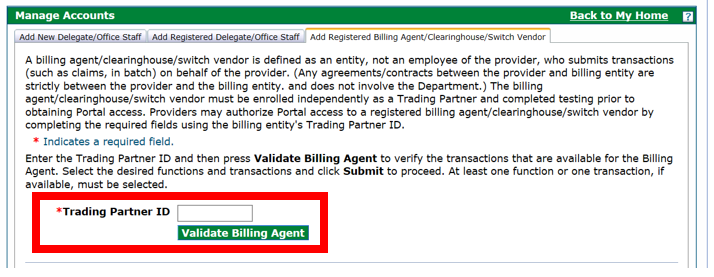 Manage Accounts Back to My Home ?
Add New Delegate/Office Staff Add Registered Delegate/Office Staff Add Registered Billing Agent/Clearinghouse/Switch Vendor
A billing agent/clearinghouse/switch vendor is defined as an entity, not an employee of the provider, who submits transactions
(such as claims, in batch) on behalf of the provider. (Any agreements/contracts between the provider and billing entity are
strictly between the provider and the billing entity. and does not involve the Department.) The billing
agent/clearinghouse/switch vendor must be enrolled independently as a Trading Partner and completed testing prior to
obtaining Portal access. Providers may authorize Portal access to a registered billing agent/clearinghouse/switch vendor by
completing the required fields using the billing entity's Trading Partner ID.
* Indicates a required field.
Enter the Trading Partner ID and then press Validate Billing Agent to verify the transactions that are available for the Billing
Agent. Select the desired functions and transactions and click Submit to proceed. At least one function or one transaction, if
available, must be selected.
*Trading Partner ID
Validate Billing Agent